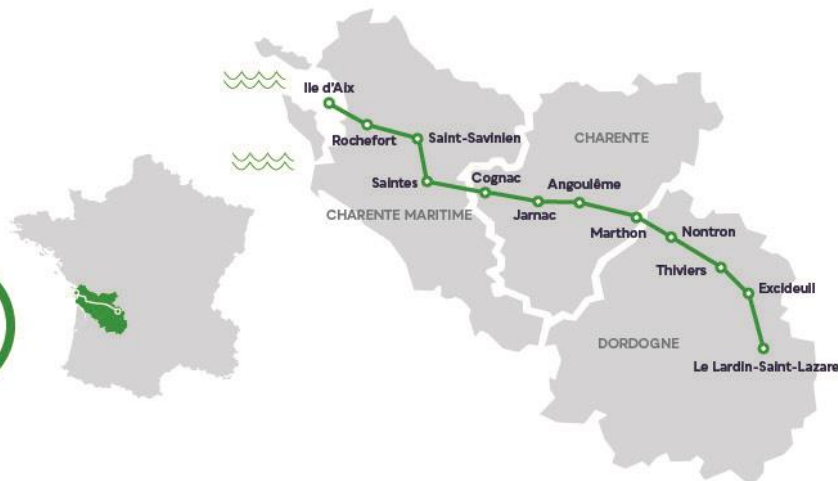 Ile d'Aix
Rochefort
Saint-Savinien
CHARENTE
Saintes
Cognac
Angoulême
CHARENTE MARITIME
Jarnac
Marthon
Nontron
Thiviers
Excideuil
DORDOGNE
Le Lardin-Saint-Lazare